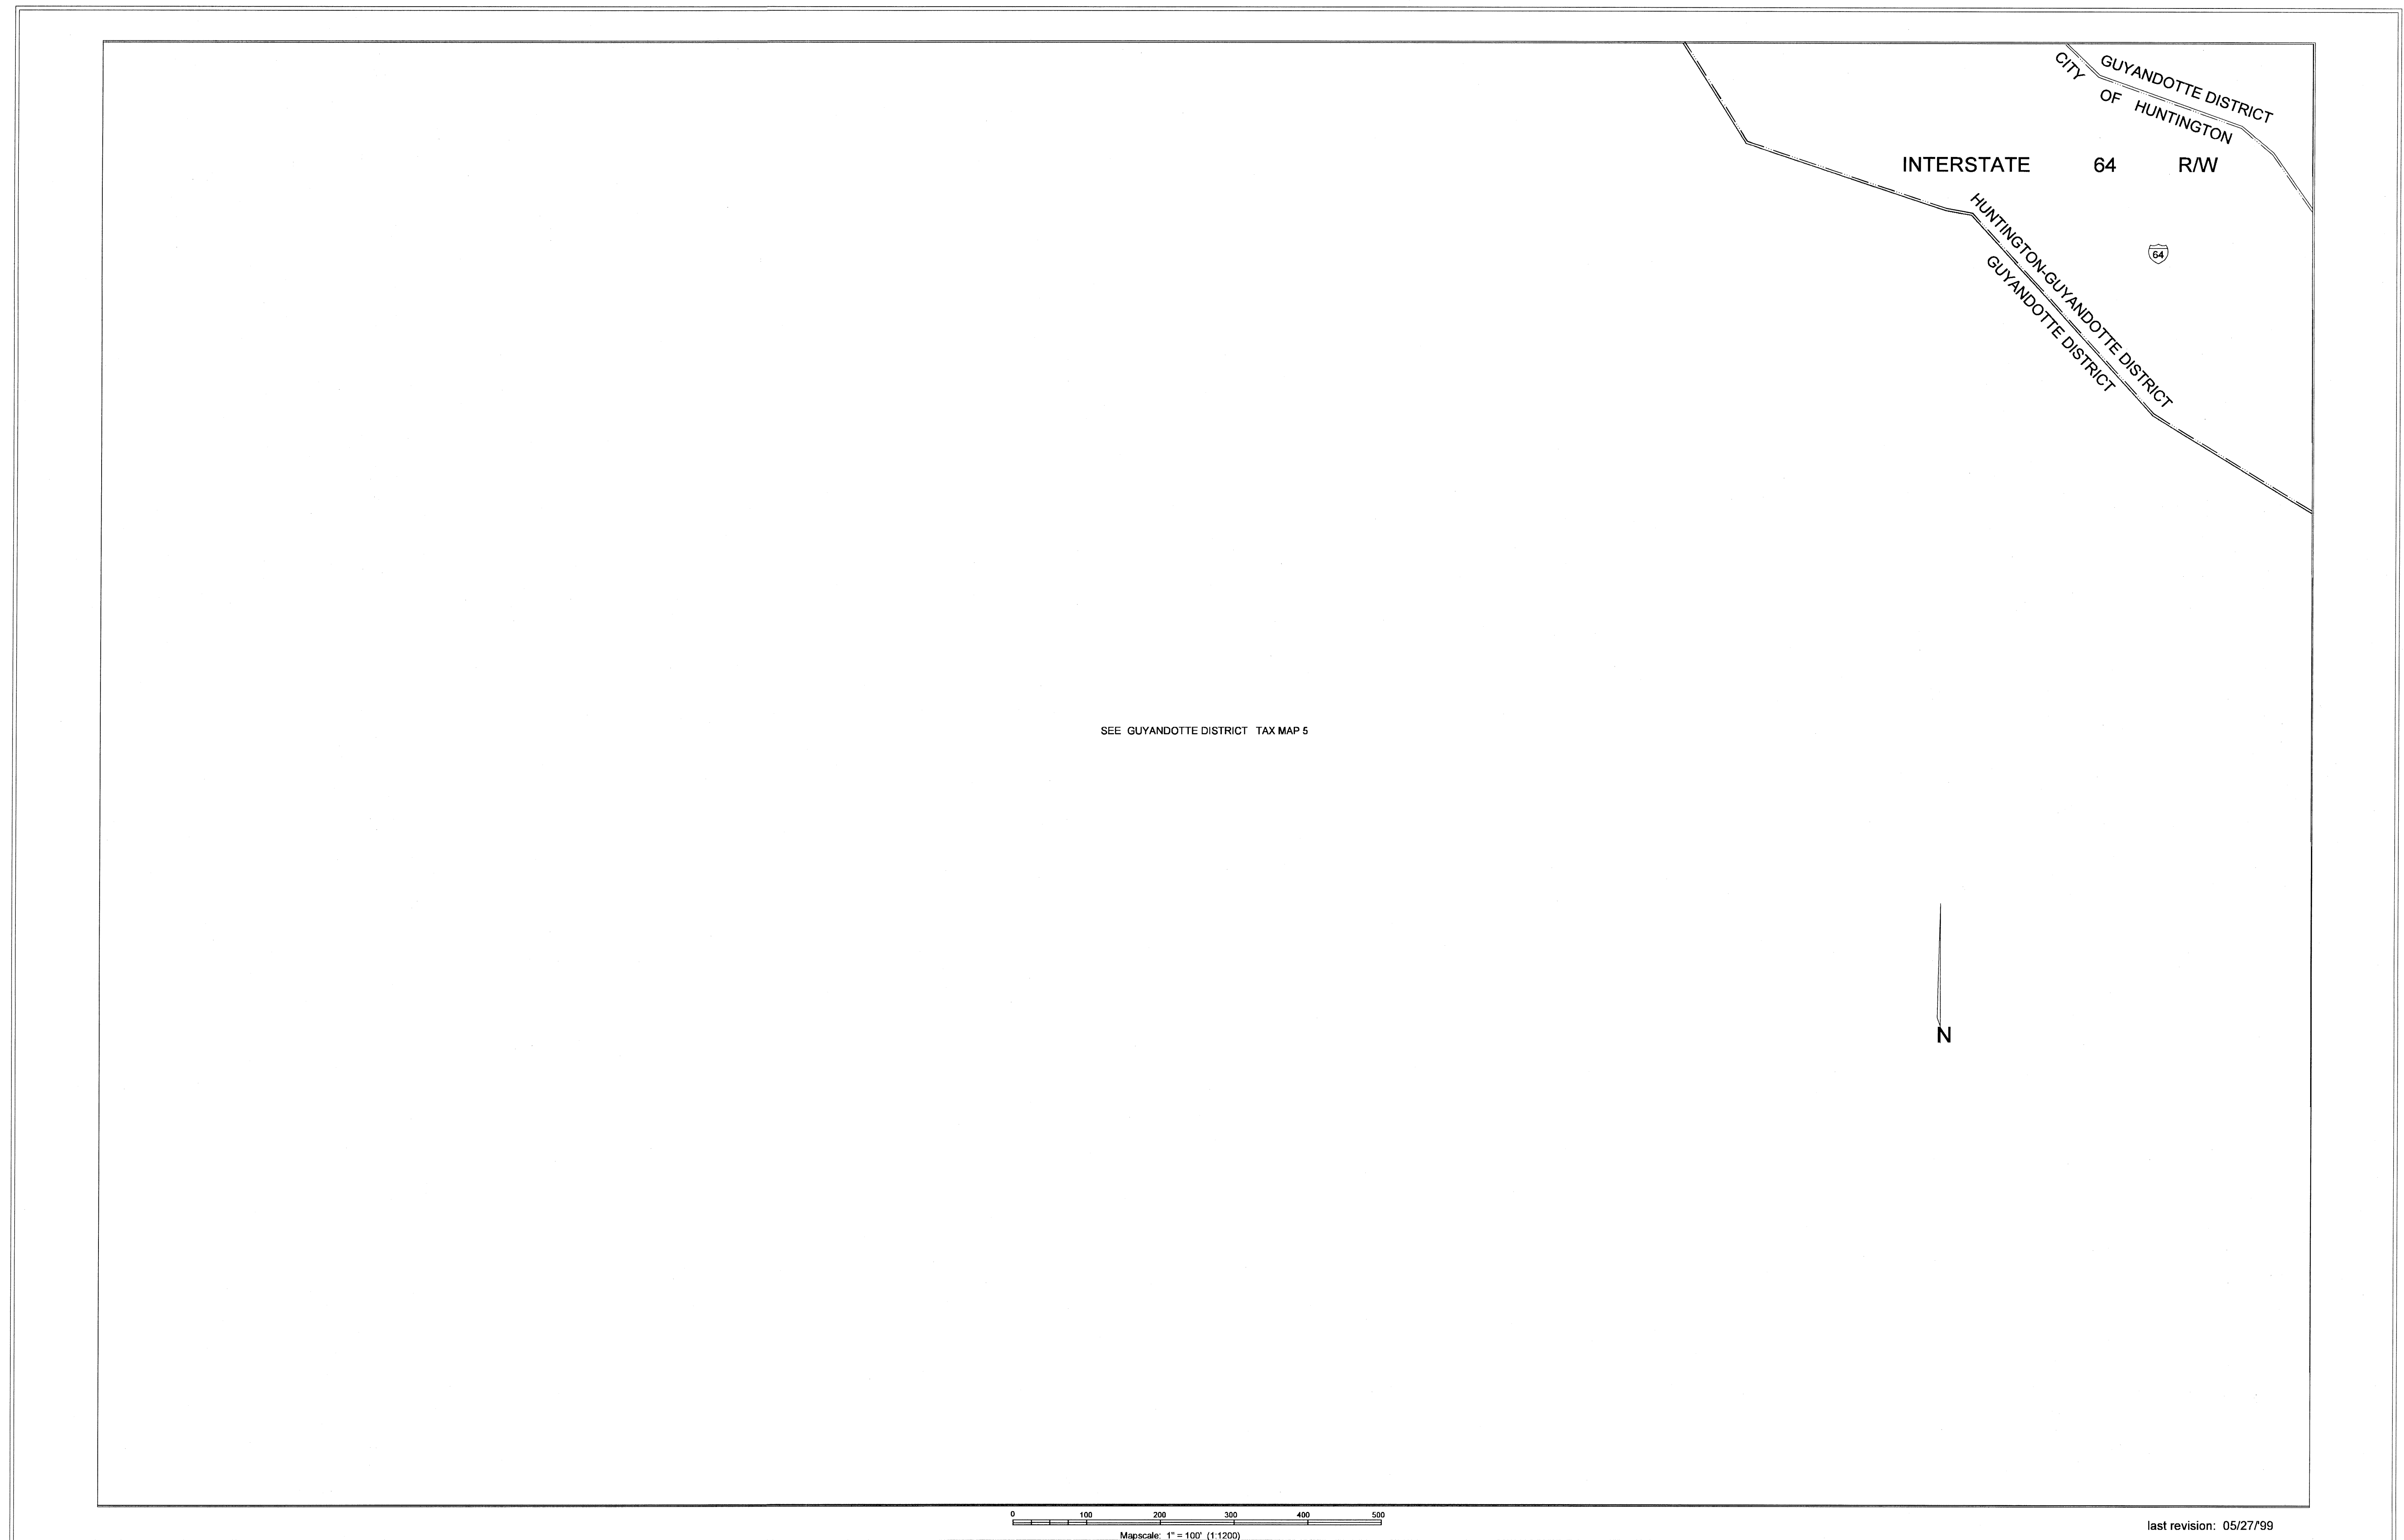 GUYANDOTTE DISTRICT
CITY OF HUNTINGTON
INTERSTATE 64 R/W
64
HUNTINGTON-GUYANDOTTE DISTRICT
GUYANDOTTE DISTRICT
SEE GUYANDOTTE DISTRICT TAX MAP 5
N
0 100 200 300 400 500
Mapscale: 1" = 100' (1:1200)
last revision: 05/27/'99